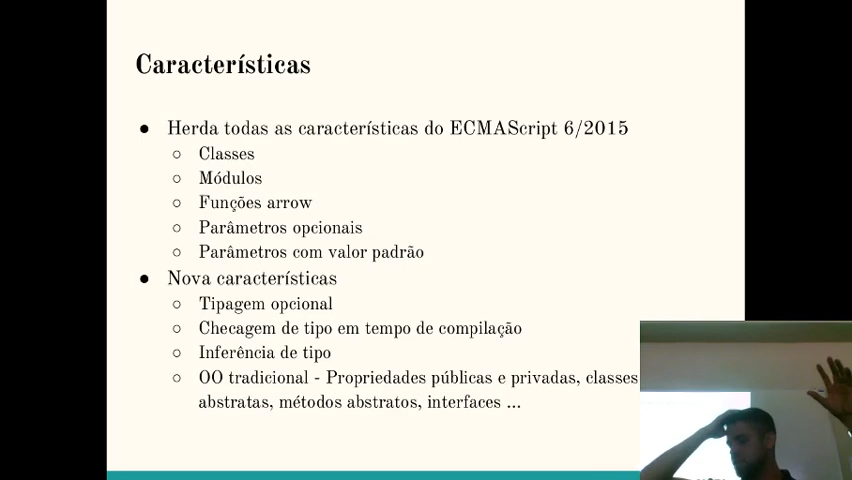 Características
● Herda todas as características do ECMAScript 6/2015
○ Classes
○ Módulos
○ Funções arrow
○ Parâmetros opcionais
○ Parâmetros com valor padrão
● Nova características
○ Tipagem opcional
○ Checagem de tipo em tempo de compilação
○ Inferência de tipo
○ OO tradicional - Propriedades públicas e privadas, classes
abstratas, métodos abstratos, interfaces ...